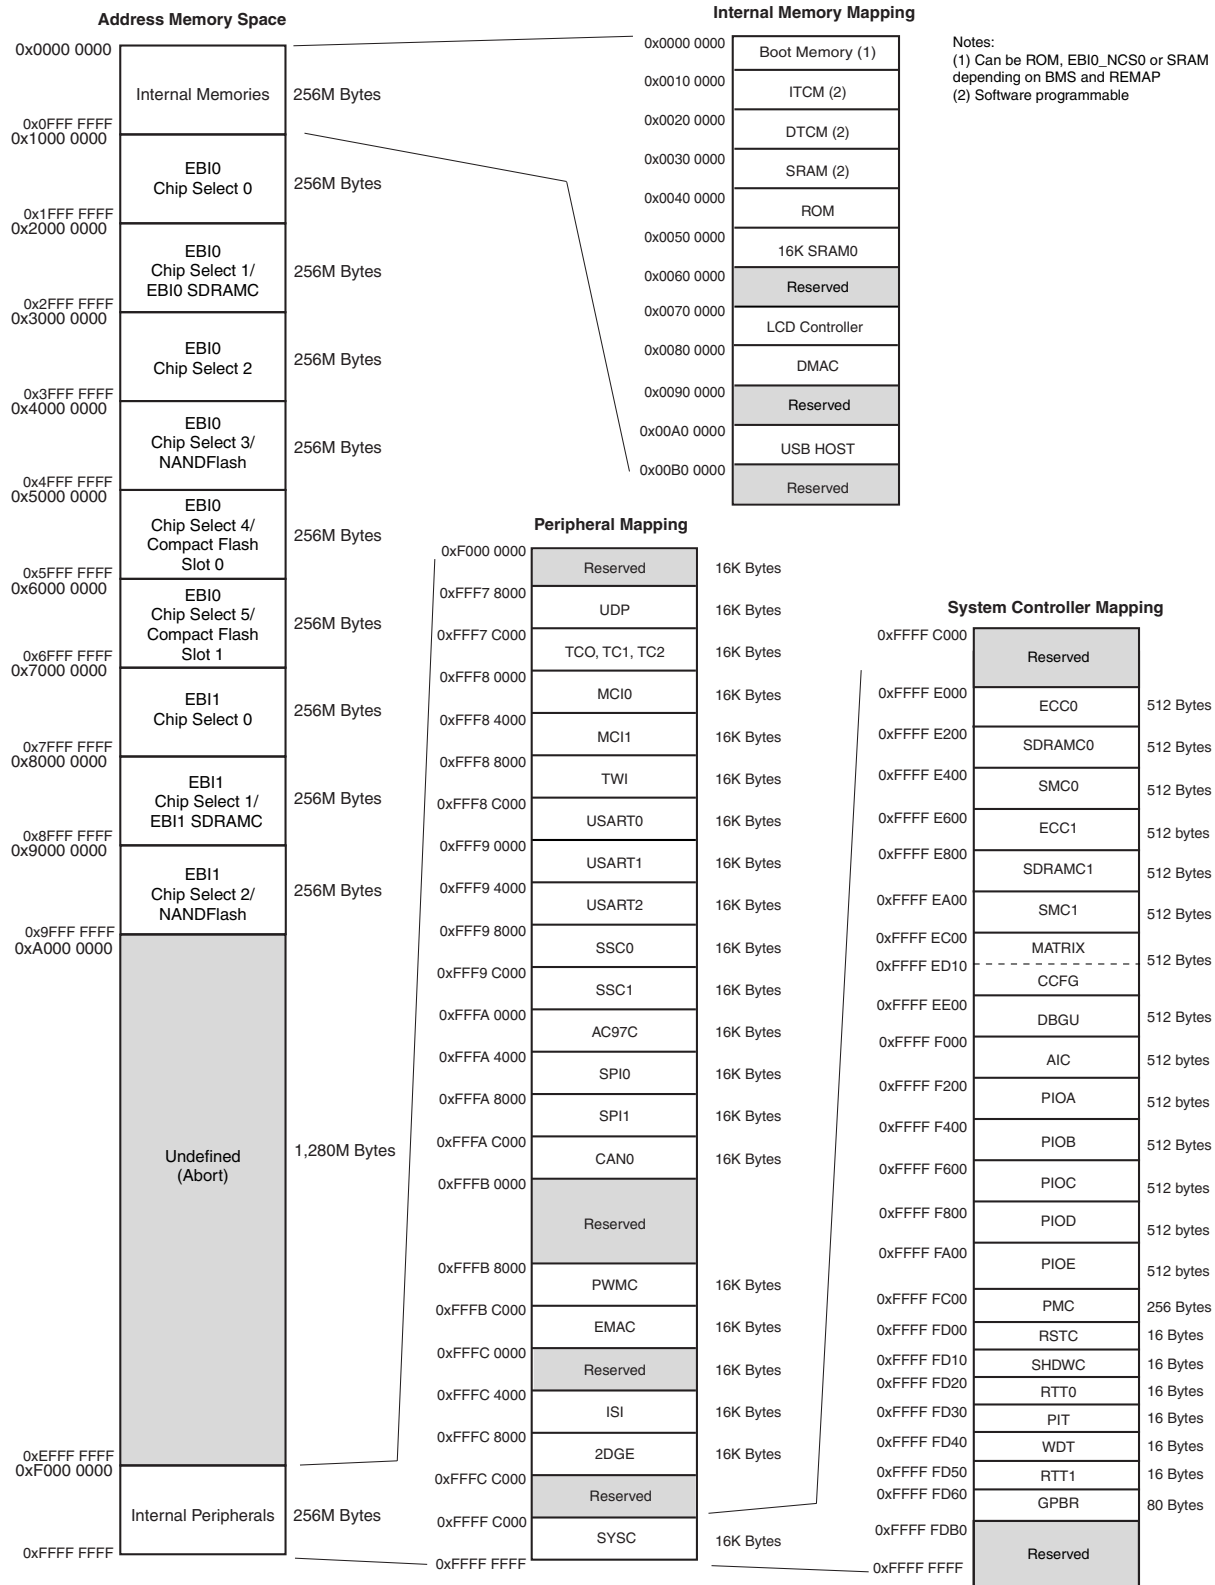 Address Memory Space
0x0000 0000
Internal Memories
256M Bytes
0x0FFF FFFF
0x1000 0000
EBI0
Chip Select 0
256M Bytes
0x1FFF FFFF
0x2000 0000
EBI0
Chip Select 1/
EBI0 SDRAMC
256M Bytes
0x2FFF FFFF
0x3000 0000
EBI0
Chip Select 2
256M Bytes
0x3FFF FFFF
0x4000 0000
EBI0
Chip Select 3/
NANDFlash
256M Bytes
0x4FFF FFFF
0x5000 0000
EBI0
Chip Select 4/
Compact Flash
Slot 0
256M Bytes
0x5FFF FFFF
0x6000 0000
EBI0
Chip Select 5/
Compact Flash
Slot 1
256M Bytes
0x6FFF FFFF
0x7000 0000
EBI1
Chip Select 0
256M Bytes
0x7FFF FFFF
0x8000 0000
EBI1
Chip Select 1/
EBI1 SDRAMC
256M Bytes
0x8FFF FFFF
0x9000 0000
EBI1
Chip Select 2/
NANDFlash
256M Bytes
0x9FFF FFFF
0xA000 0000
Undefined
(Abort)
1,280M Bytes
0xEFFF FFFF
0xF000 0000
Internal Peripherals
256M Bytes
0xFFFF FFFF
Internal Memory Mapping
0x0000 0000
Boot Memory (1)
0x0010 0000
ITCM (2)
0x0020 0000
DTCM (2)
0x0030 0000
SRAM (2)
0x0040 0000
ROM
0x0050 0000
16K SRAM0
0x0060 0000
Reserved
0x0070 0000
LCD Controller
0x0080 0000
DMAC
0x0090 0000
Reserved
0x00A0 0000
USB HOST
0x00B0 0000
Reserved
Notes:
(1) Can be ROM, EBI0_NCS0 or SRAM
depending on BMS and REMAP
(2) Software programmable
Peripheral Mapping
0xF000 0000
Reserved 16K Bytes
0xFFF7 8000
UDP 16K Bytes
0xFFF7 C000
TCO, TC1, TC2 16K Bytes
0xFFF8 0000
MCI0 16K Bytes
0xFFF8 4000
MCI1 16K Bytes
0xFFF8 8000
TWI 16K Bytes
0xFFF8 C000
USART0 16K Bytes
0xFFF9 0000
USART1 16K Bytes
0xFFF9 4000
USART2 16K Bytes
0xFFF9 8000
SSC0 16K Bytes
0xFFF9 C000
SSC1 16K Bytes
0xFFFA 0000
AC97C 16K Bytes
0xFFFA 4000
SPI0 16K Bytes
0xFFFA 8000
SPI1 16K Bytes
0xFFFA C000
CAN0 16K Bytes
0xFFFB 0000
Reserved
0xFFFB 8000
PWMC 16K Bytes
0xFFFB C000
EMAC 16K Bytes
0xFFFC 0000
Reserved 16K Bytes
0xFFFC 4000
ISI 16K Bytes
0xFFFC 8000
2DGE 16K Bytes
0xFFFC C000
Reserved
0xFFFF C000
SYSC 16K Bytes
0xFFFF FFFF
System Controller Mapping
0xFFFF C000
Reserved
0xFFFF E000
ECC0 512 Bytes
0xFFFF E200
SDRAMC0 512 Bytes
0xFFFF E400
SMC0 512 Bytes
0xFFFF E600
ECC1 512 bytes
0xFFFF E800
SDRAMC1 512 Bytes
0xFFFF EA00
SMC1 512 Bytes
0xFFFF EC00
MATRIX
512 Bytes
0xFFFF ED10
CCFG
0xFFFF EE00
DBGU 512 Bytes
0xFFFF F000
AIC 512 bytes
0xFFFF F200
PIOA 512 bytes
0xFFFF F400
PIOB 512 Bytes
0xFFFF F600
PIOC 512 bytes
0xFFFF F800
PIOD 512 bytes
0xFFFF FA00
PIOE 512 bytes
0xFFFF FC00
PMC 256 Bytes
0xFFFF FD00
RSTC 16 Bytes
0xFFFF FD10
SHDWC 16 Bytes
0xFFFF FD20
RTT0 16 Bytes
0xFFFF FD30
PIT 16 Bytes
0xFFFF FD40
WDT 16 Bytes
0xFFFF FD50
RTT1 16 Bytes
0xFFFF FD60
GPBR 80 Bytes
0xFFFF FDB0
Reserved
0xFFFF FFFF